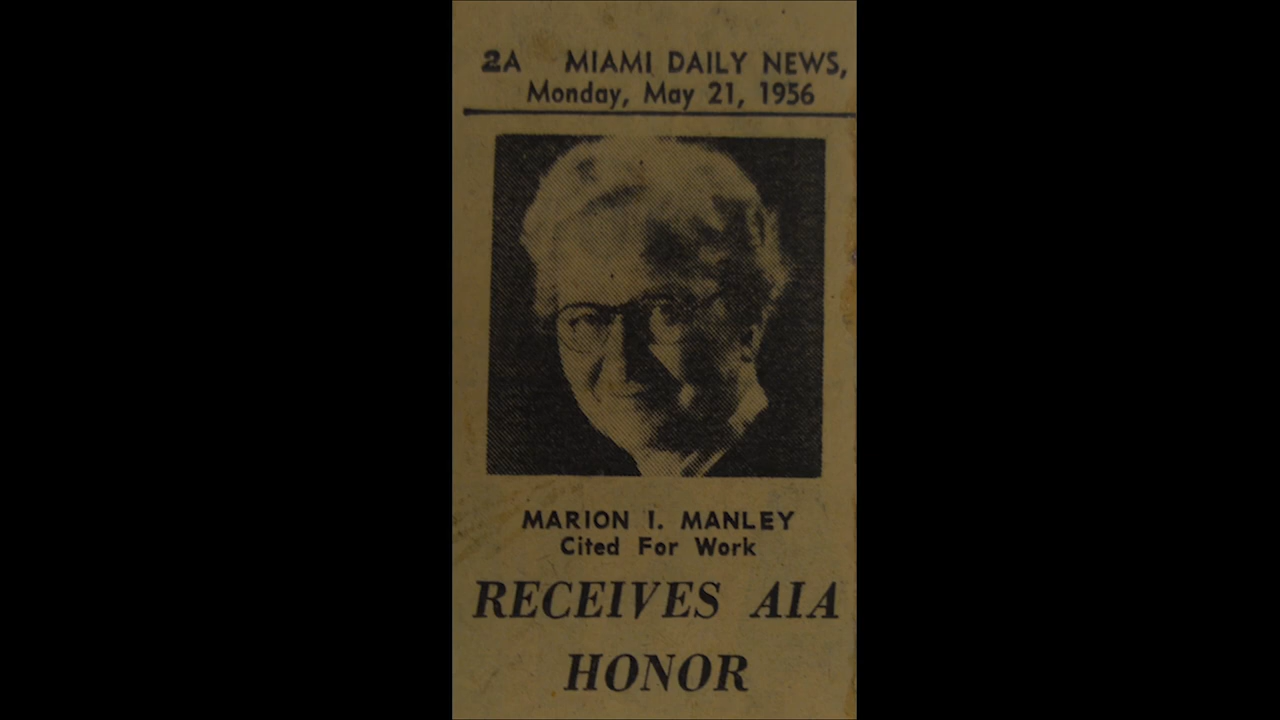 2A MIAMI DAILY NEWS,
Monday, May 21, 1956
MARION I. MANLEY
Cited For Work
RECEIVES AIA
HONOR